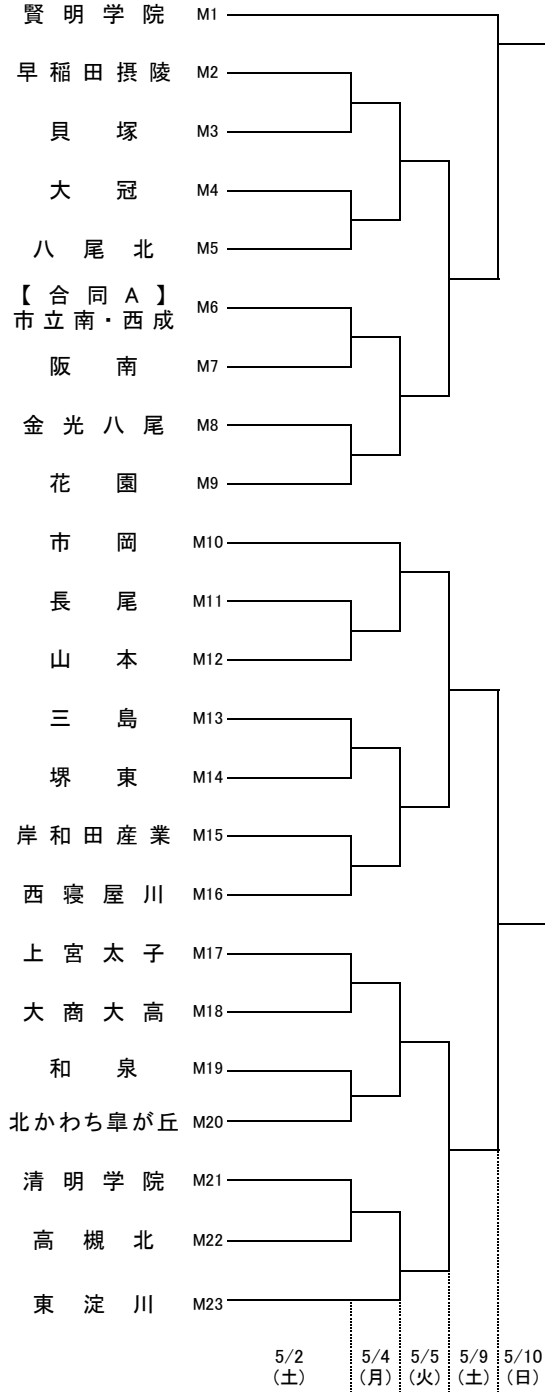 賢明学院 M1
早稲田摂陵 M2
貝塚 M3
大冠 M4
八尾北 M5
【合同A】
市立南・西成 M6
阪南 M7
金光八尾 M8
花園 M9
市岡 M10
長尾 M11
山本 M12
三島 M13
堺東 M14
岸和田産業 M15
西寝屋川 M16
上宮太子 M17
大商大高 M18
和泉 M19
北かわち皐が丘 M20
清明学院 M21
高槻北 M22
東淀川 M23
5/2 5/4 5/5 5/9 5/10
(土) (月) (火) (土) (日)